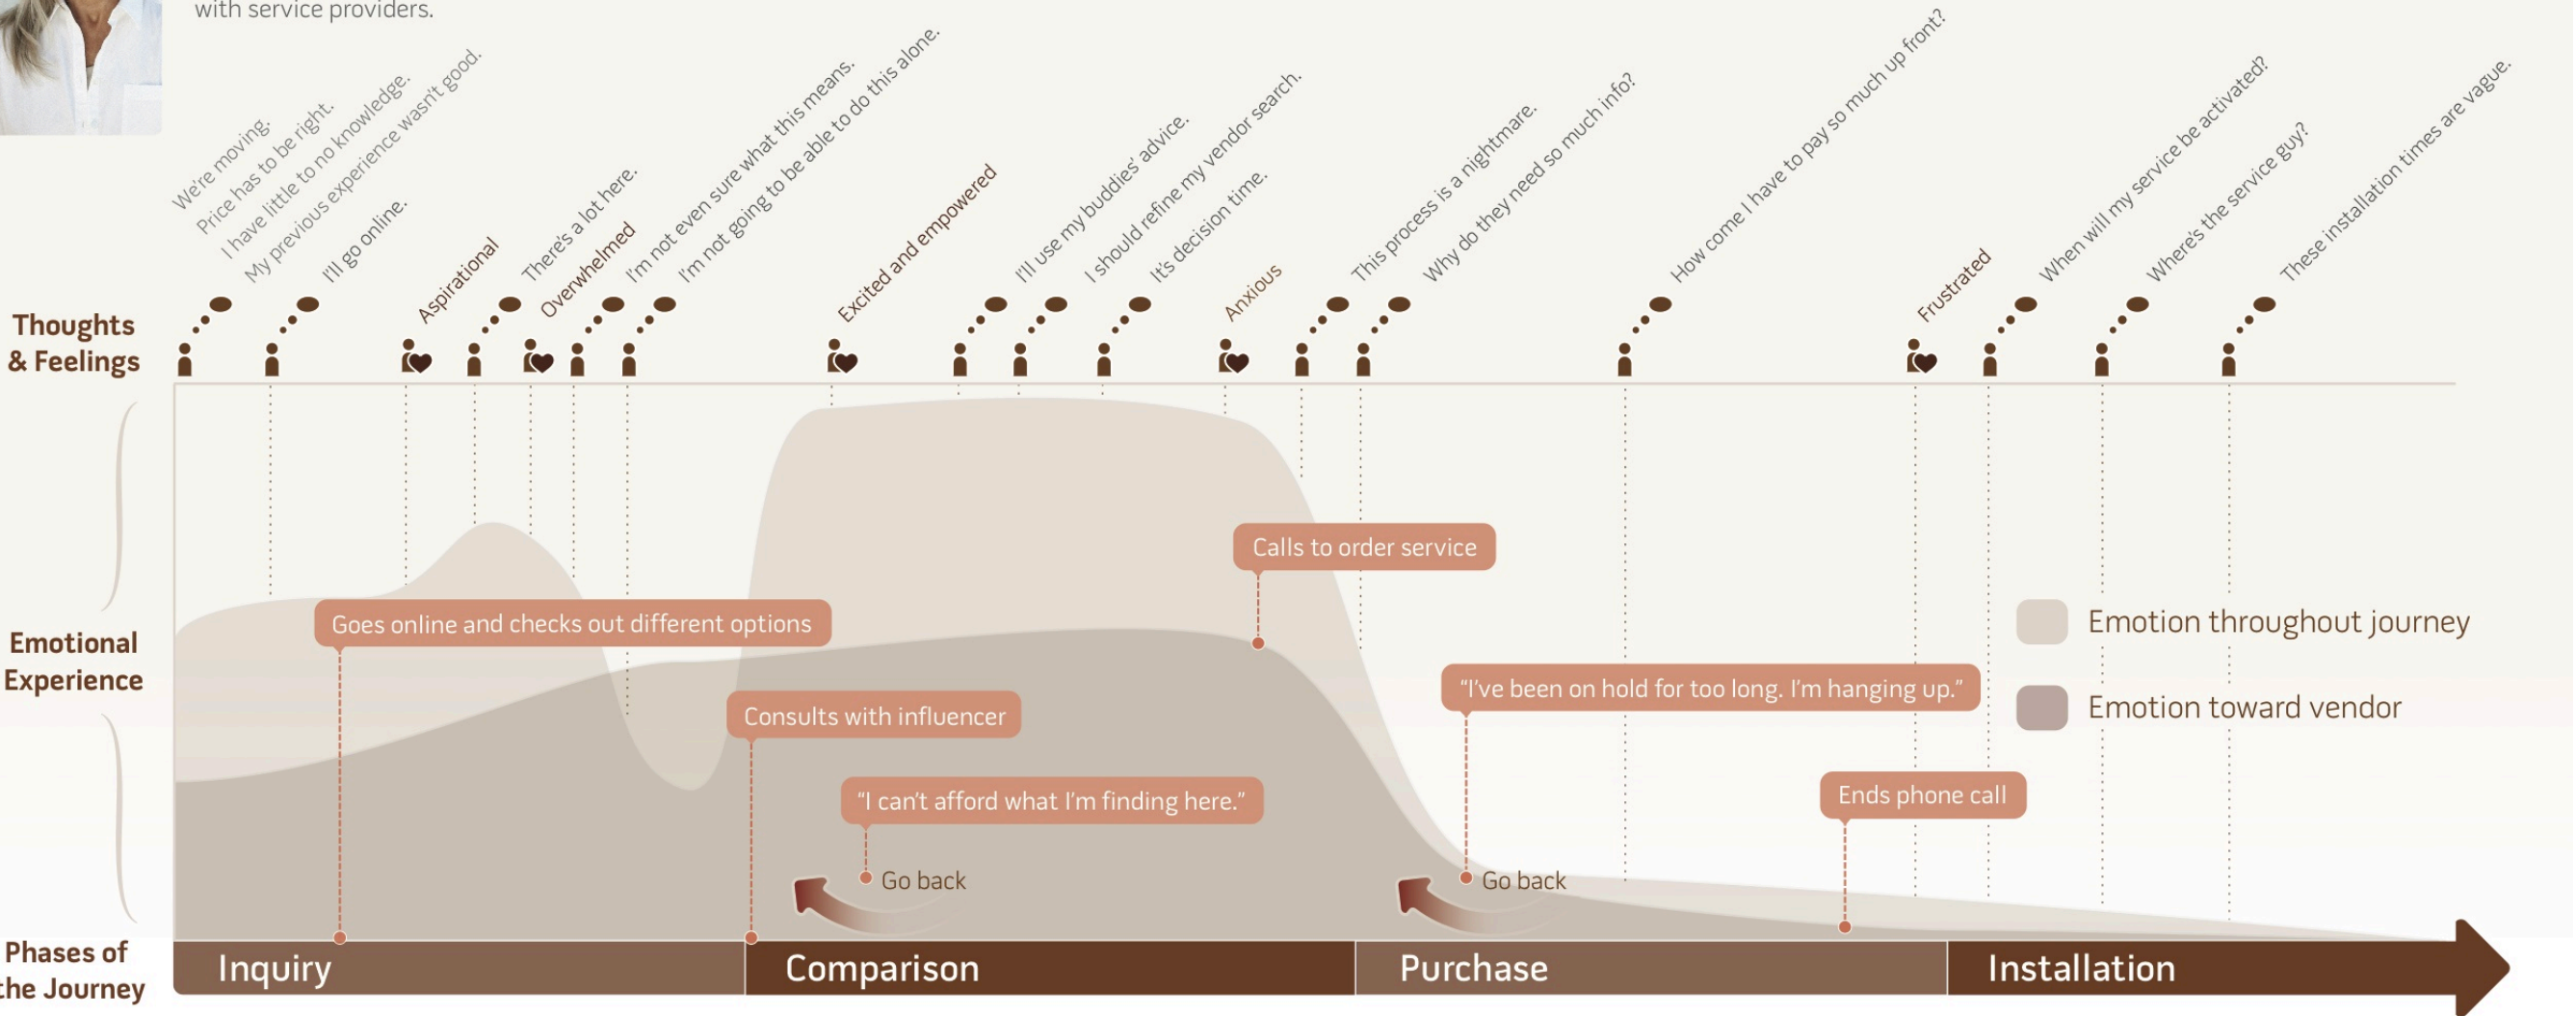 with service providers.
We're moving.
Price has to be right.
I have little to no knowledge.
My previous experience wasn't good.
I'll go online.
Aspirational
There's a lot here.
Overwhelmed
I'm not even sure what this means.
I'm not going to be able to do this alone.
Excited and empowered
I'll use my buddies' advice.
I should refine my vendor search.
It's decision time.
Anxious
This process is a nightmare.
Why do they need so much info?
How come I have to pay so much up front?
Frustrated
When will my service be activated?
Where's the service guy?
These installation times are vague.
Thoughts
& Feelings
Calls to order service
Goes online and checks out different options
Emotion throughout journey
Emotional
Experience
“I've been on hold for too long. I'm hanging up.”
Emotion toward vendor
Consults with influencer
“I can't afford what I'm finding here.”
Ends phone call
Go back
Go back
Phases of
the Journey
Inquiry
Comparison
Purchase
Installation